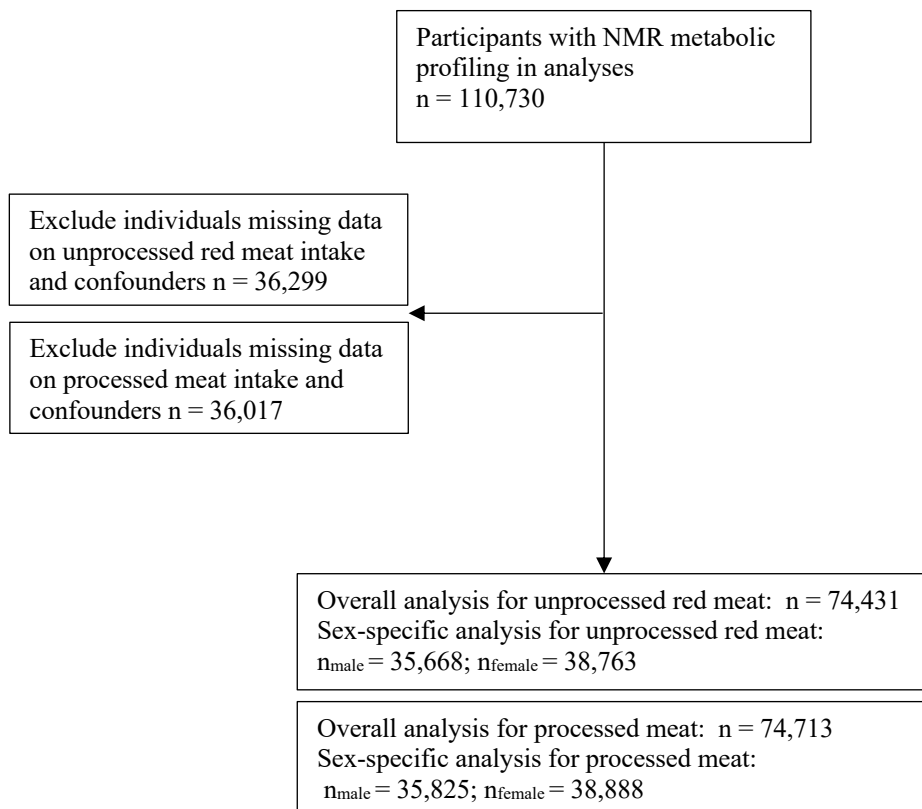 Participants with NMR metabolic
profiling in analyses
n = 110,730
Exclude individuals missing data
on unprocessed red meat intake
and confounders n = 36,299
Exclude individuals missing data
on processed meat intake and
confounders n = 36,017
Overall analysis for unprocessed red meat:  n = 74,431
Sex-specific analysis for unprocessed red meat:
nmale = 35,668; nfemale = 38,763
Overall analysis for processed meat:  n = 74,713
Sex-specific analysis for processed meat:
nmale = 35,825; nfemale = 38,888